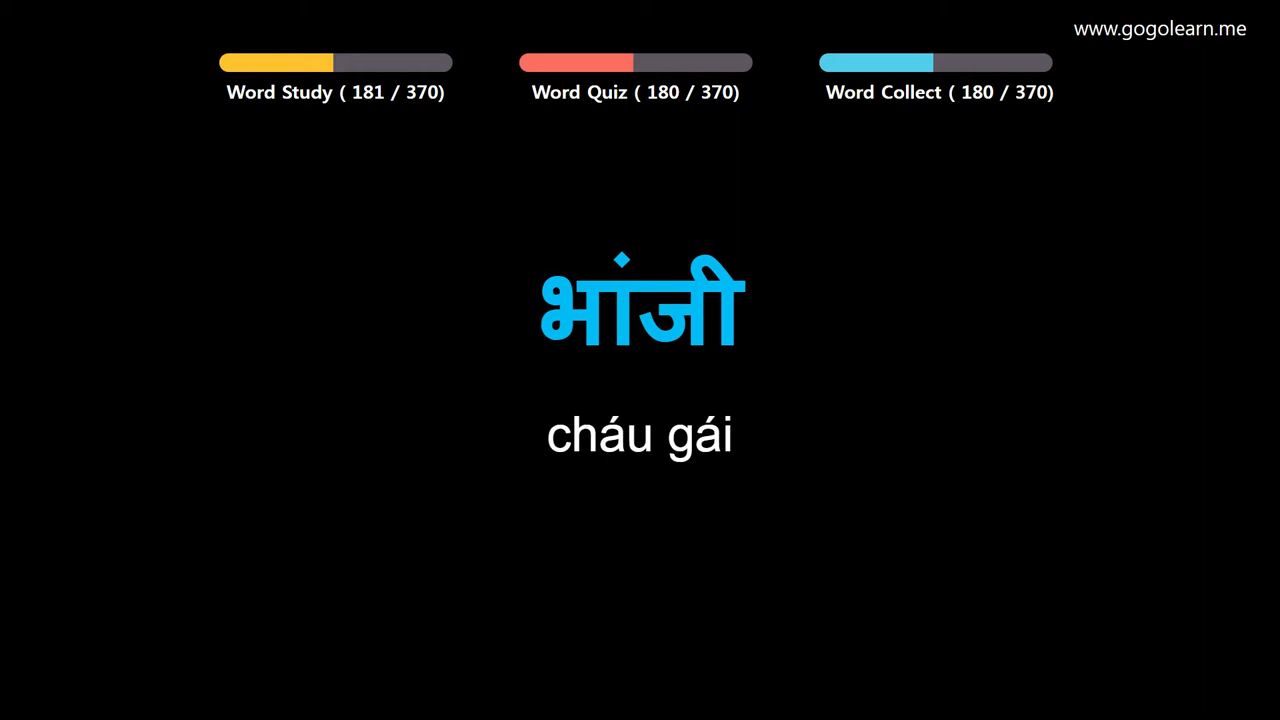 www.gogolearn.me
Word Study ( 181 / 370)
Word Quiz ( 180 / 370)
Word Collect ( 180 / 370)
भांजी
cháu gái